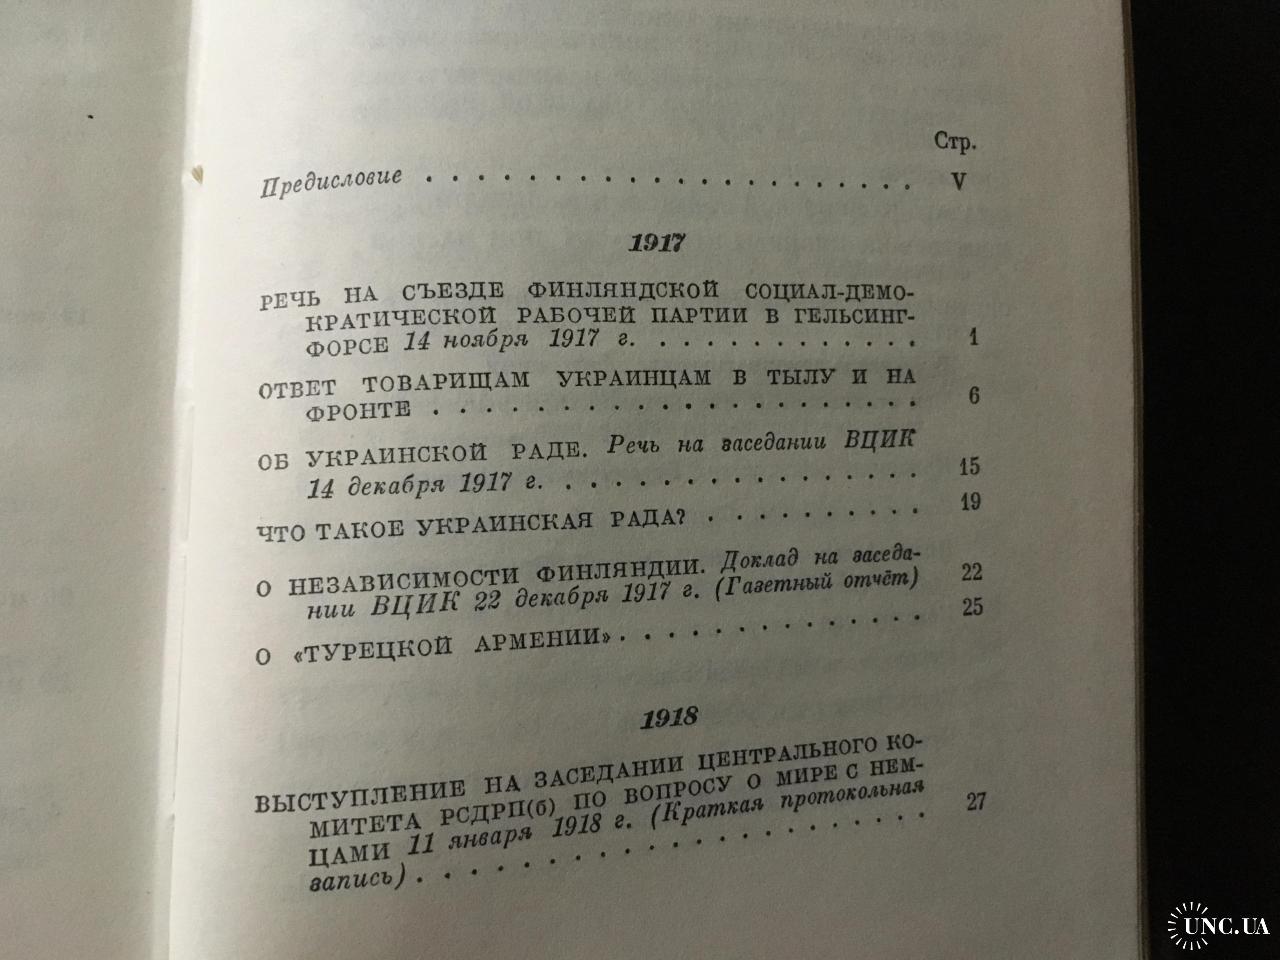 Стр.
Предисловие . . . . . . . . . . . . . . . . . . . . V
1917
РЕЧЬ НА СЪЕЗДЕ ФИНЛЯНДСКОЙ СОЦИАЛ-ДЕМО-
КРАТИЧЕСКОЙ РАБОЧЕЙ ПАРТИИ В ГЕЛЬСИНГ-
ФОРСЕ 14 ноября 1917 г. . . . . . . . . . . . 1
ОТВЕТ ТОВАРИЩАМ УКРАИНЦАМ В ТЫЛУ И НА
ФРОНТЕ . . . . . . . . . . . . . . . . . . . . 6
ОБ УКРАИНСКОЙ РАДЕ. Речь на заседании ВЦИК
14 декабря 1917 г. . . . . . . . . . . . . . . . 15
ЧТО ТАКОЕ УКРАИНСКАЯ РАДА? . . . . . . . . . 19
О НЕЗАВИСИМОСТИ ФИНЛЯНДИИ. Доклад на заседа-
нии ВЦИК 22 декабря 1917 г. (Газетный отчёт) 22
О «ТУРЕЦКОЙ АРМЕНИИ» . . . . . . . . . . . . . 25
1918
ВЫСТУПЛЕНИЕ НА ЗАСЕДАНИИ ЦЕНТРАЛЬНОГО КО-
МИТЕТА РСДРП(б) ПО ВОПРОСУ О МИРЕ С НЕМ-
ЦАМИ 11 января 1918 г. (Краткая протокольная
запись) . . . . . . . . . . . . . . . . . . . . 27
UNC.UA